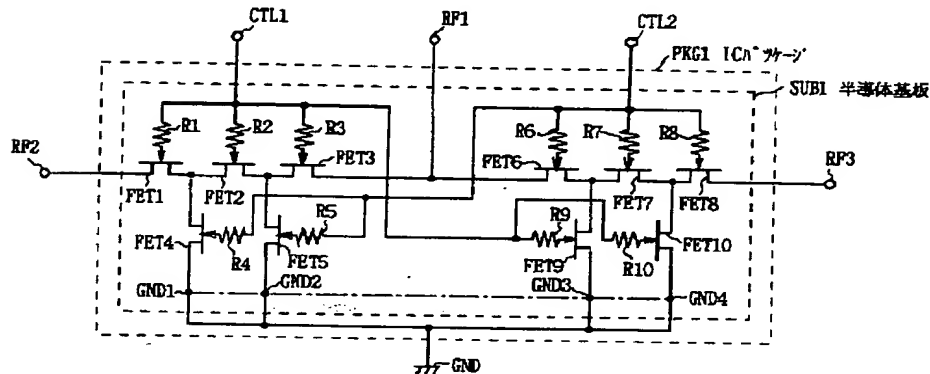 CTL1
RF1
CTL2
PKG1 ICパッケージ
SUB1 半導体基板
R1
R2
R3
R6
R7
R8
RF2
FET3
FET6
RF3
FET1
FET2
FET7
FET8
R5
R9
FET4
R4
FET5
FET9
R10
FET10
GND1
GND2
GND3
GND4
GND